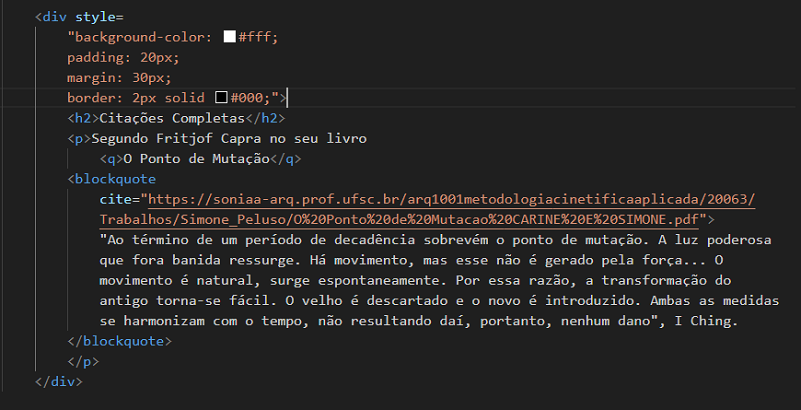 <div style=
"background-color: #fff;
padding: 20px;
margin: 30px;
border: 2px solid #000;">
<h2>Citações Completas</h2>
<p>Segundo Fritjof Capra no seu livro
<q>O Ponto de Mutação</q>
<blockquote
cite="https://soniaa-arq.prof.ufsc.br/arq1001metodologiacinetificaaplicada/20063/
Trabalhos/Simone_Peluso/O%20Ponto%20de%20Mutacao%20CARINE%20E%20SIMONE.pdf">
"Ao término de um período de decadência sobrevém o ponto de mutação. A luz poderosa
que fora banida ressurge. Há movimento, mas esse não é gerado pela força... O
movimento é natural, surge espontaneamente. Por essa razão, a transformação do
antigo torna-se fácil. O velho é descartado e o novo é introduzido. Ambas as medidas
se harmonizam com o tempo, não resultando daí, portanto, nenhum dano", I Ching.
</blockquote>
</p>
</div>